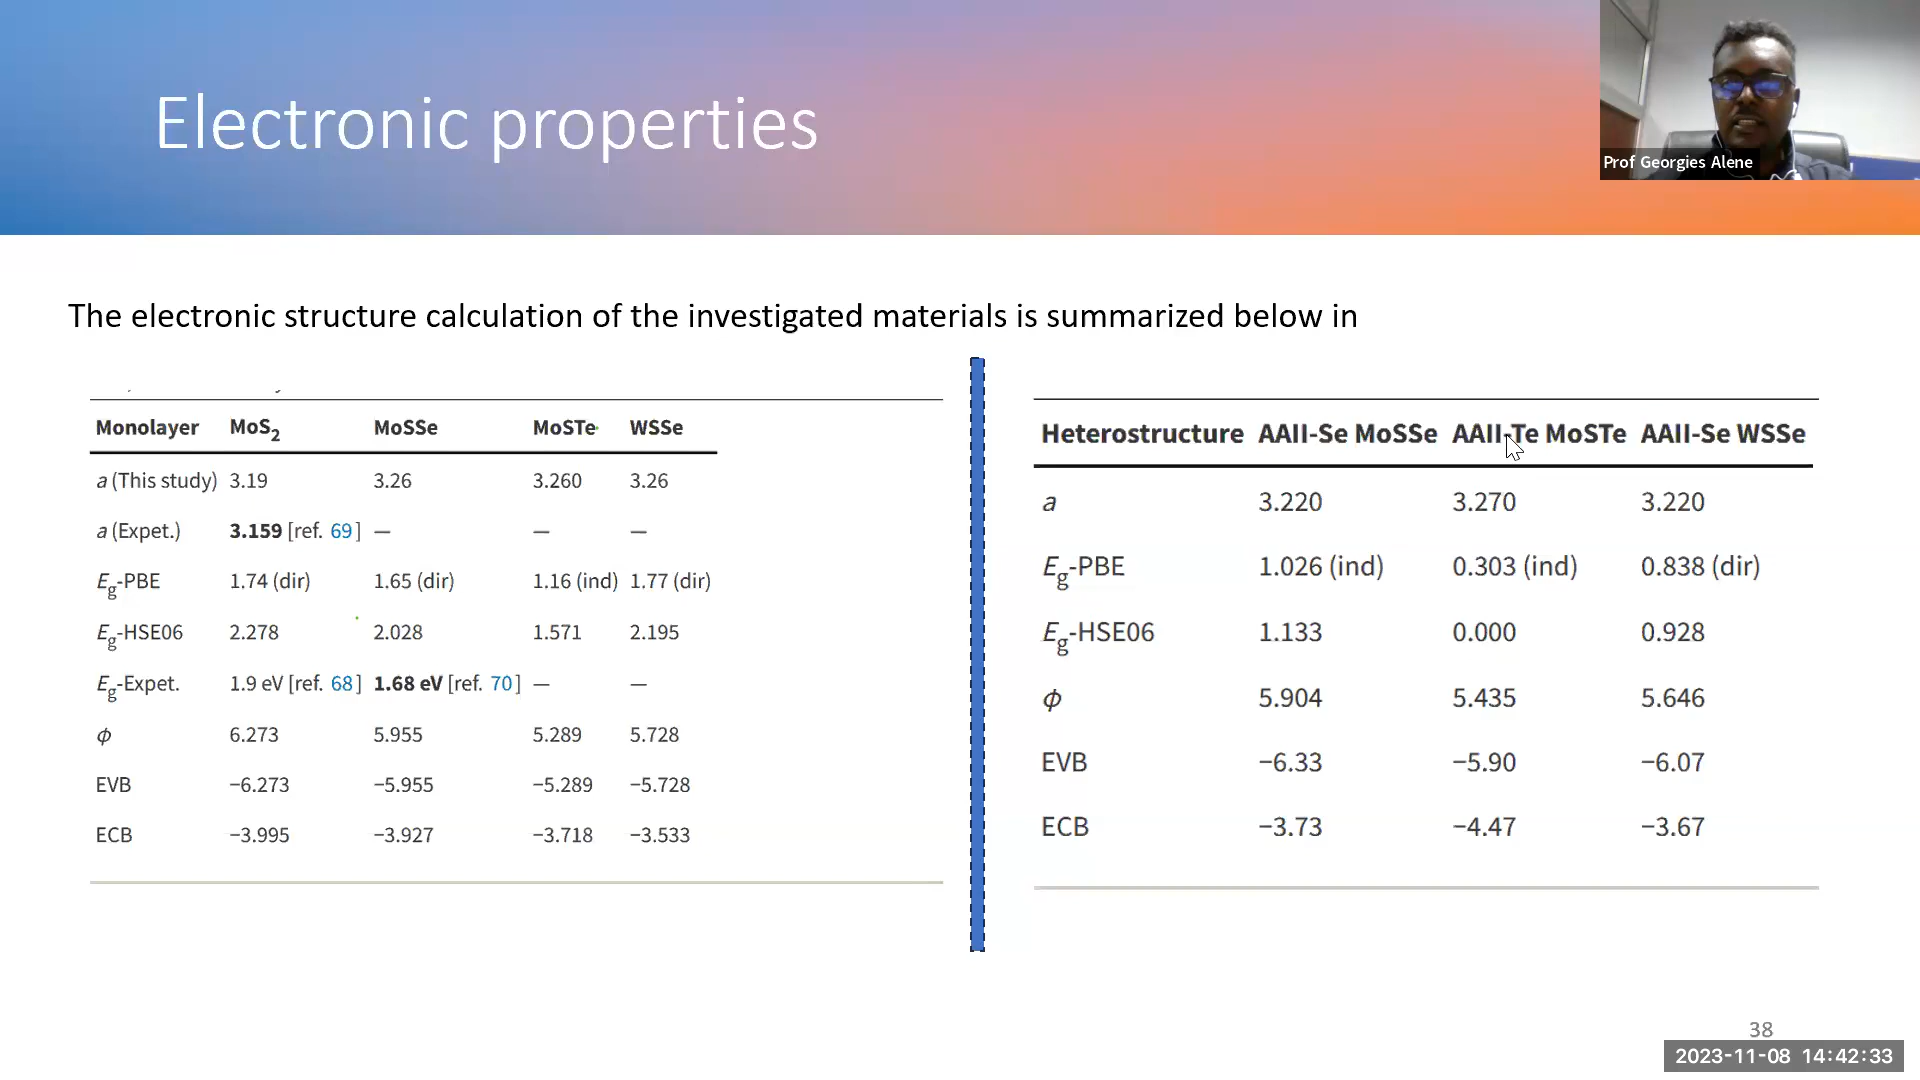 Electronic properties
Prof Georgies Alene
The electronic structure calculation of the investigated materials is summarized below in
Monolayer MoS2 MoSSe MoSTe WSSe
a (This study) 3.19 3.26 3.260 3.26
a (Expet.) 3.159 [ref. 69] — — —
Eg-PBE 1.74 (dir) 1.65 (dir) 1.16 (ind) 1.77 (dir)
Eg-HSE06 2.278 2.028 1.571 2.195
Eg-Expet. 1.9 eV [ref. 68] 1.68 eV [ref. 70] — —
ϕ 6.273 5.955 5.289 5.728
EVB −6.273 −5.955 −5.289 −5.728
ECB −3.995 −3.927 −3.718 −3.533
Heterostructure AAII-Se MoSSe AAII-Te MoSTe AAII-Se WSSe
a 3.220 3.270 3.220
Eg-PBE 1.026 (ind) 0.303 (ind) 0.838 (dir)
Eg-HSE06 1.133 0.000 0.928
ϕ 5.904 5.435 5.646
EVB −6.33 −5.90 −6.07
ECB −3.73 −4.47 −3.67
38
2023-11-08 14:42:33